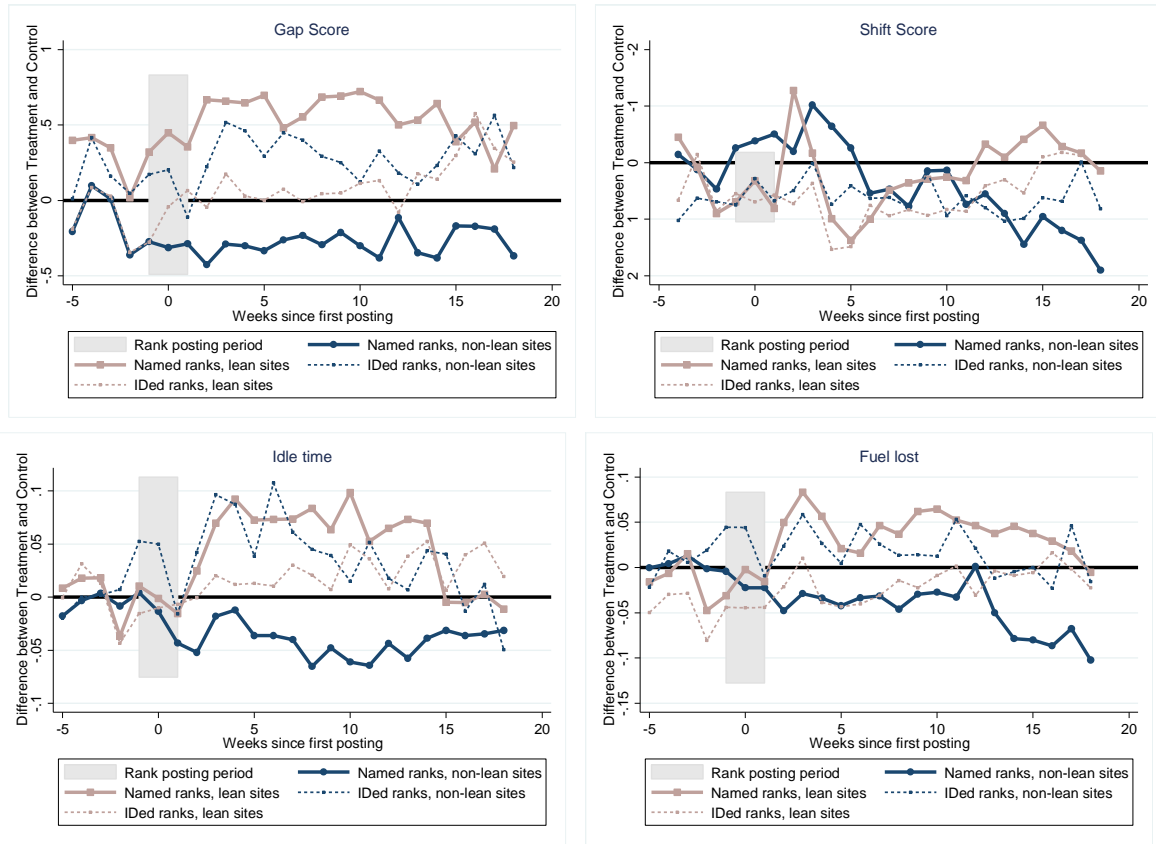 Gap Score
Difference between Treatment and Control
1
.5
0
-.5
-5
0
5
10
15
20
Weeks since first posting
Rank posting period
Named ranks, non-lean sites
Named ranks, lean sites
IDed ranks, non-lean sites
IDed ranks, lean sites
Shift Score
Difference between Treatment and Control
-2
-1
0
1
2
-5
0
5
10
15
20
Weeks since first posting
Rank posting period
Named ranks, non-lean sites
Named ranks, lean sites
IDed ranks, non-lean sites
IDed ranks, lean sites
Idle time
Difference between Treatment and Control
.1
.05
0
-.05
-.1
-5
0
5
10
15
20
Weeks since first posting
Rank posting period
Named ranks, non-lean sites
Named ranks, lean sites
IDed ranks, non-lean sites
IDed ranks, lean sites
Fuel lost
Difference between Treatment and Control
.1
.05
0
-.05
-.1
-.15
-5
0
5
10
15
20
Weeks since first posting
Rank posting period
Named ranks, non-lean sites
Named ranks, lean sites
IDed ranks, non-lean sites
IDed ranks, lean sites